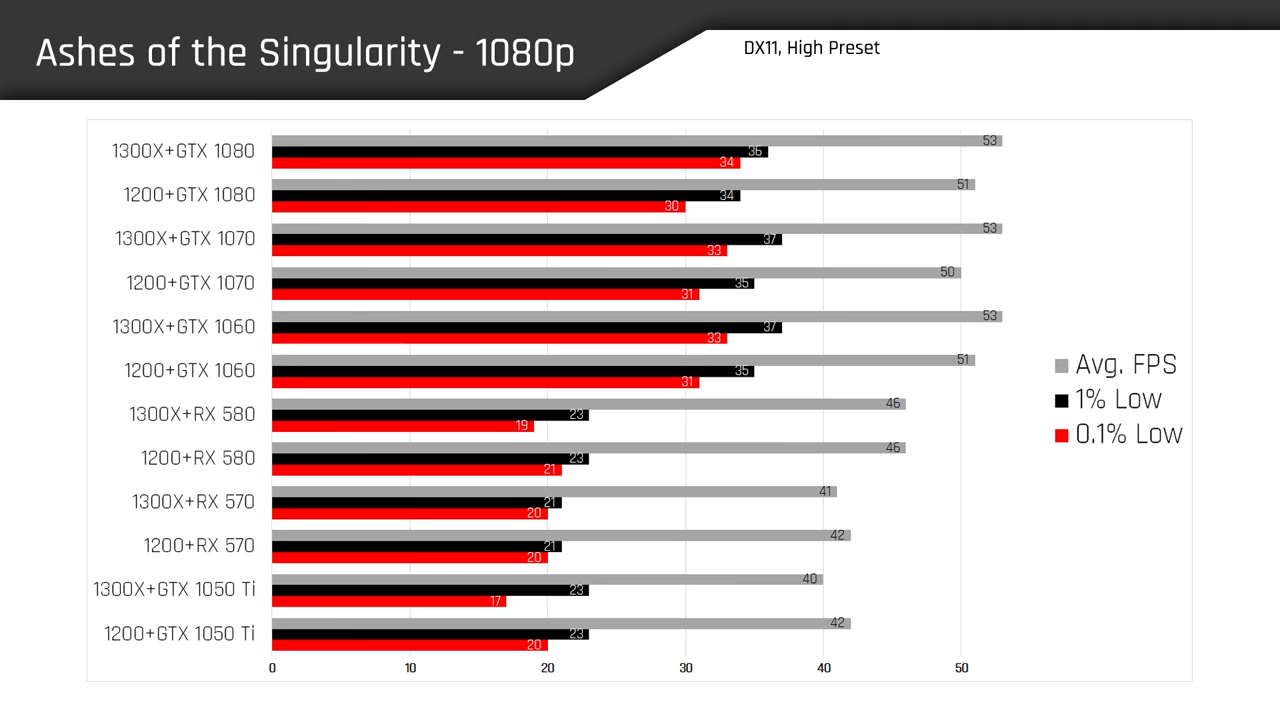 Ashes of the Singularity - 1080p
DX11, High Preset
1300X+GTX 1080 53 36 34
1200+GTX 1080 51 34 30
1300X+GTX 1070 53 37 33
1200+GTX 1070 50 35 31
1300X+GTX 1060 53 37 33
1200+GTX 1060 51 35 31
1300X+RX 580 46 23 19
1200+RX 580 46 23 21
1300X+RX 570 41 21 20
1200+RX 570 42 21 20
1300X+GTX 1050 Ti 40 23 17
1200+GTX 1050 Ti 42 23 20
0 10 20 30 40 50
Avg. FPS
1% Low
0.1% Low